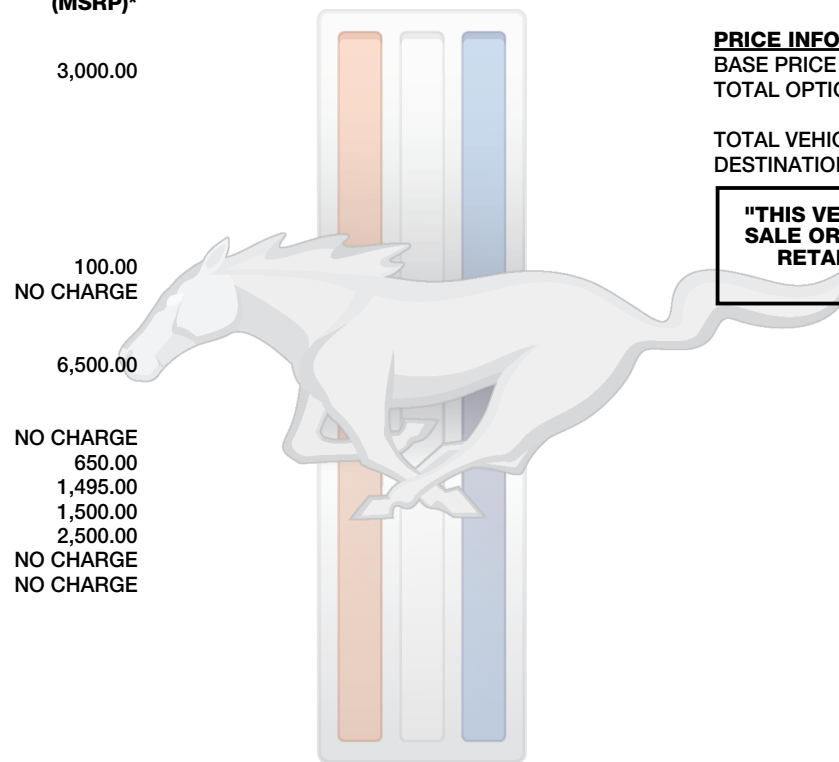 (MSRP)*
3,000.00
100.00
NO CHARGE
6,500.00
NO CHARGE
650.00
1,495.00
1,500.00
2,500.00
NO CHARGE
NO CHARGE
PRICE INFO
BASE PRICE
TOTAL OPTIO
TOTAL VEHIC
DESTINATION
"THIS VE
SALE OR
RETAI